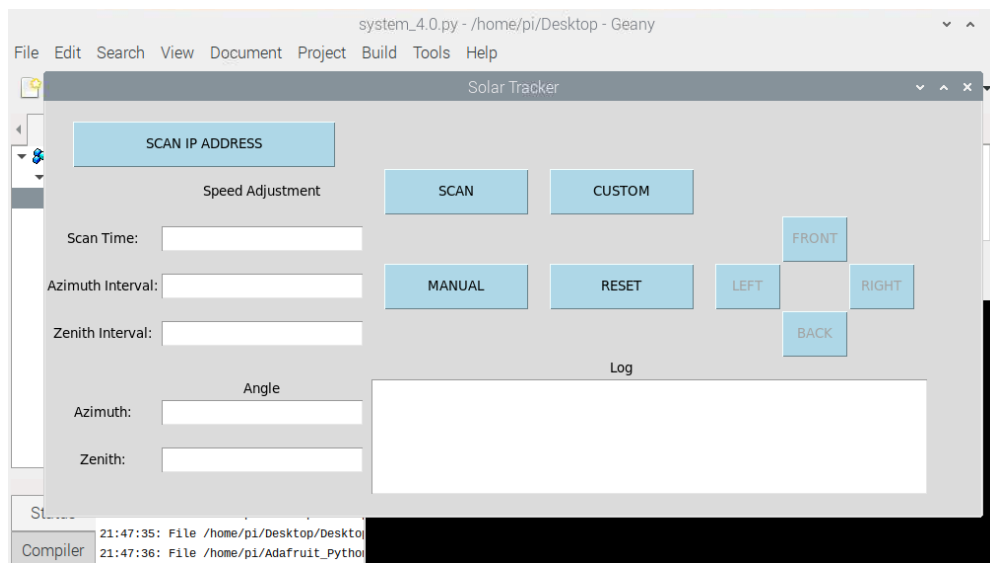 system_4.0.py - /home/pi/Desktop - Geany
File Edit Search View Document Project Build Tools Help
Solar Tracker
SCAN IP ADDRESS
Speed Adjustment
SCAN
CUSTOM
Scan Time:
FRONT
Azimuth Interval:
MANUAL
RESET
LEFT
RIGHT
Zenith Interval:
BACK
Log
Angle
Azimuth:
Zenith:
21:47:35: File /home/pi/Desktop/Desktop
Compiler
21:47:36: File /home/pi/Adafruit_Python